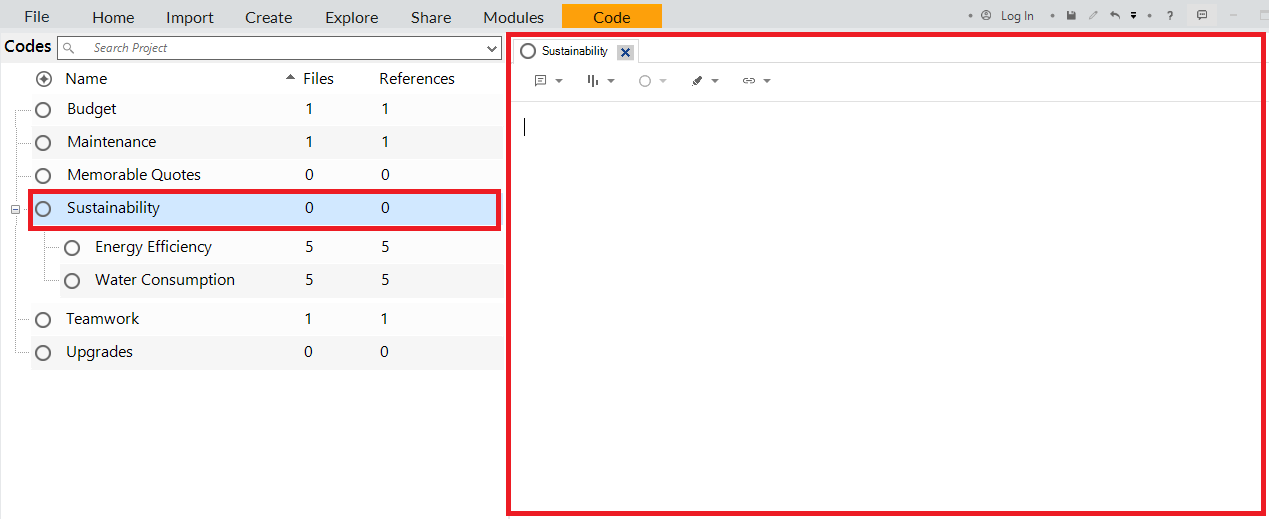 File Home Import Create Explore Share Modules Code Log In ?
Codes Search Project
Sustainability
Name Files References
Budget 1 1
Maintenance 1 1
Memorable Quotes 0 0
Sustainability 0 0
Energy Efficiency 5 5
Water Consumption 5 5
Teamwork 1 1
Upgrades 0 0